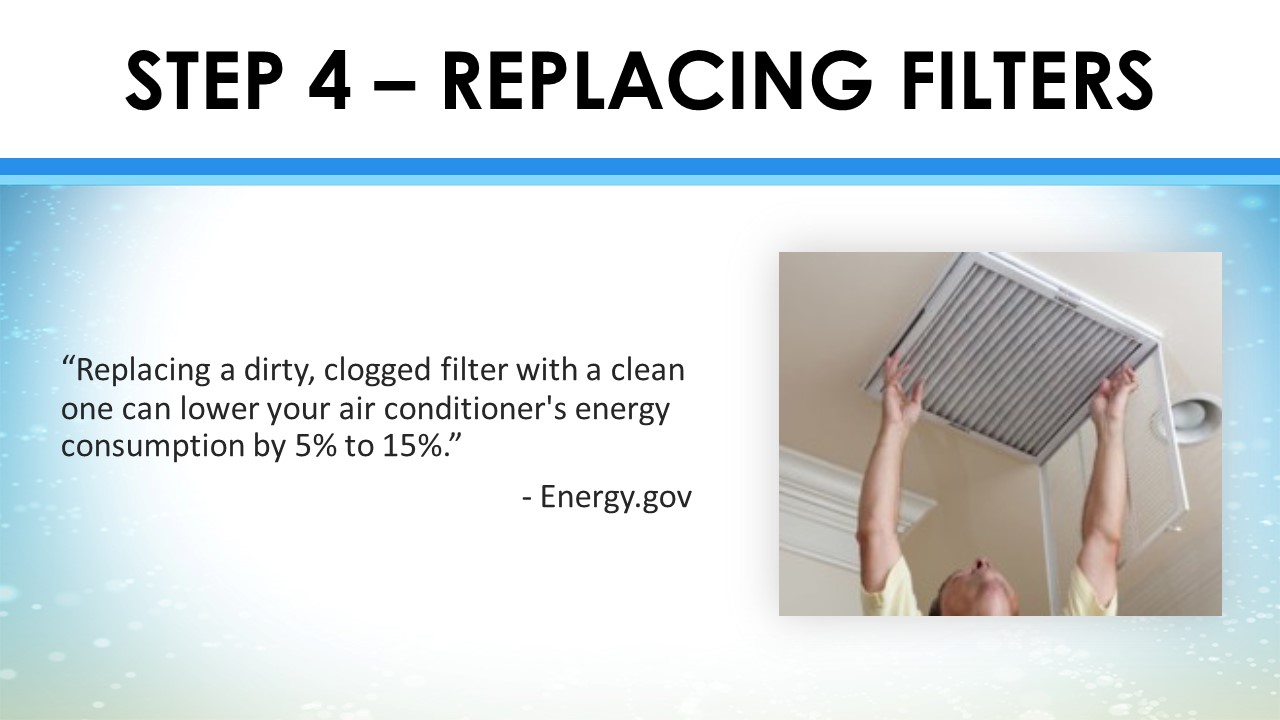 STEP 4 – REPLACING FILTERS
“Replacing a dirty, clogged filter with a clean
one can lower your air conditioner's energy
consumption by 5% to 15%.”
- Energy.gov